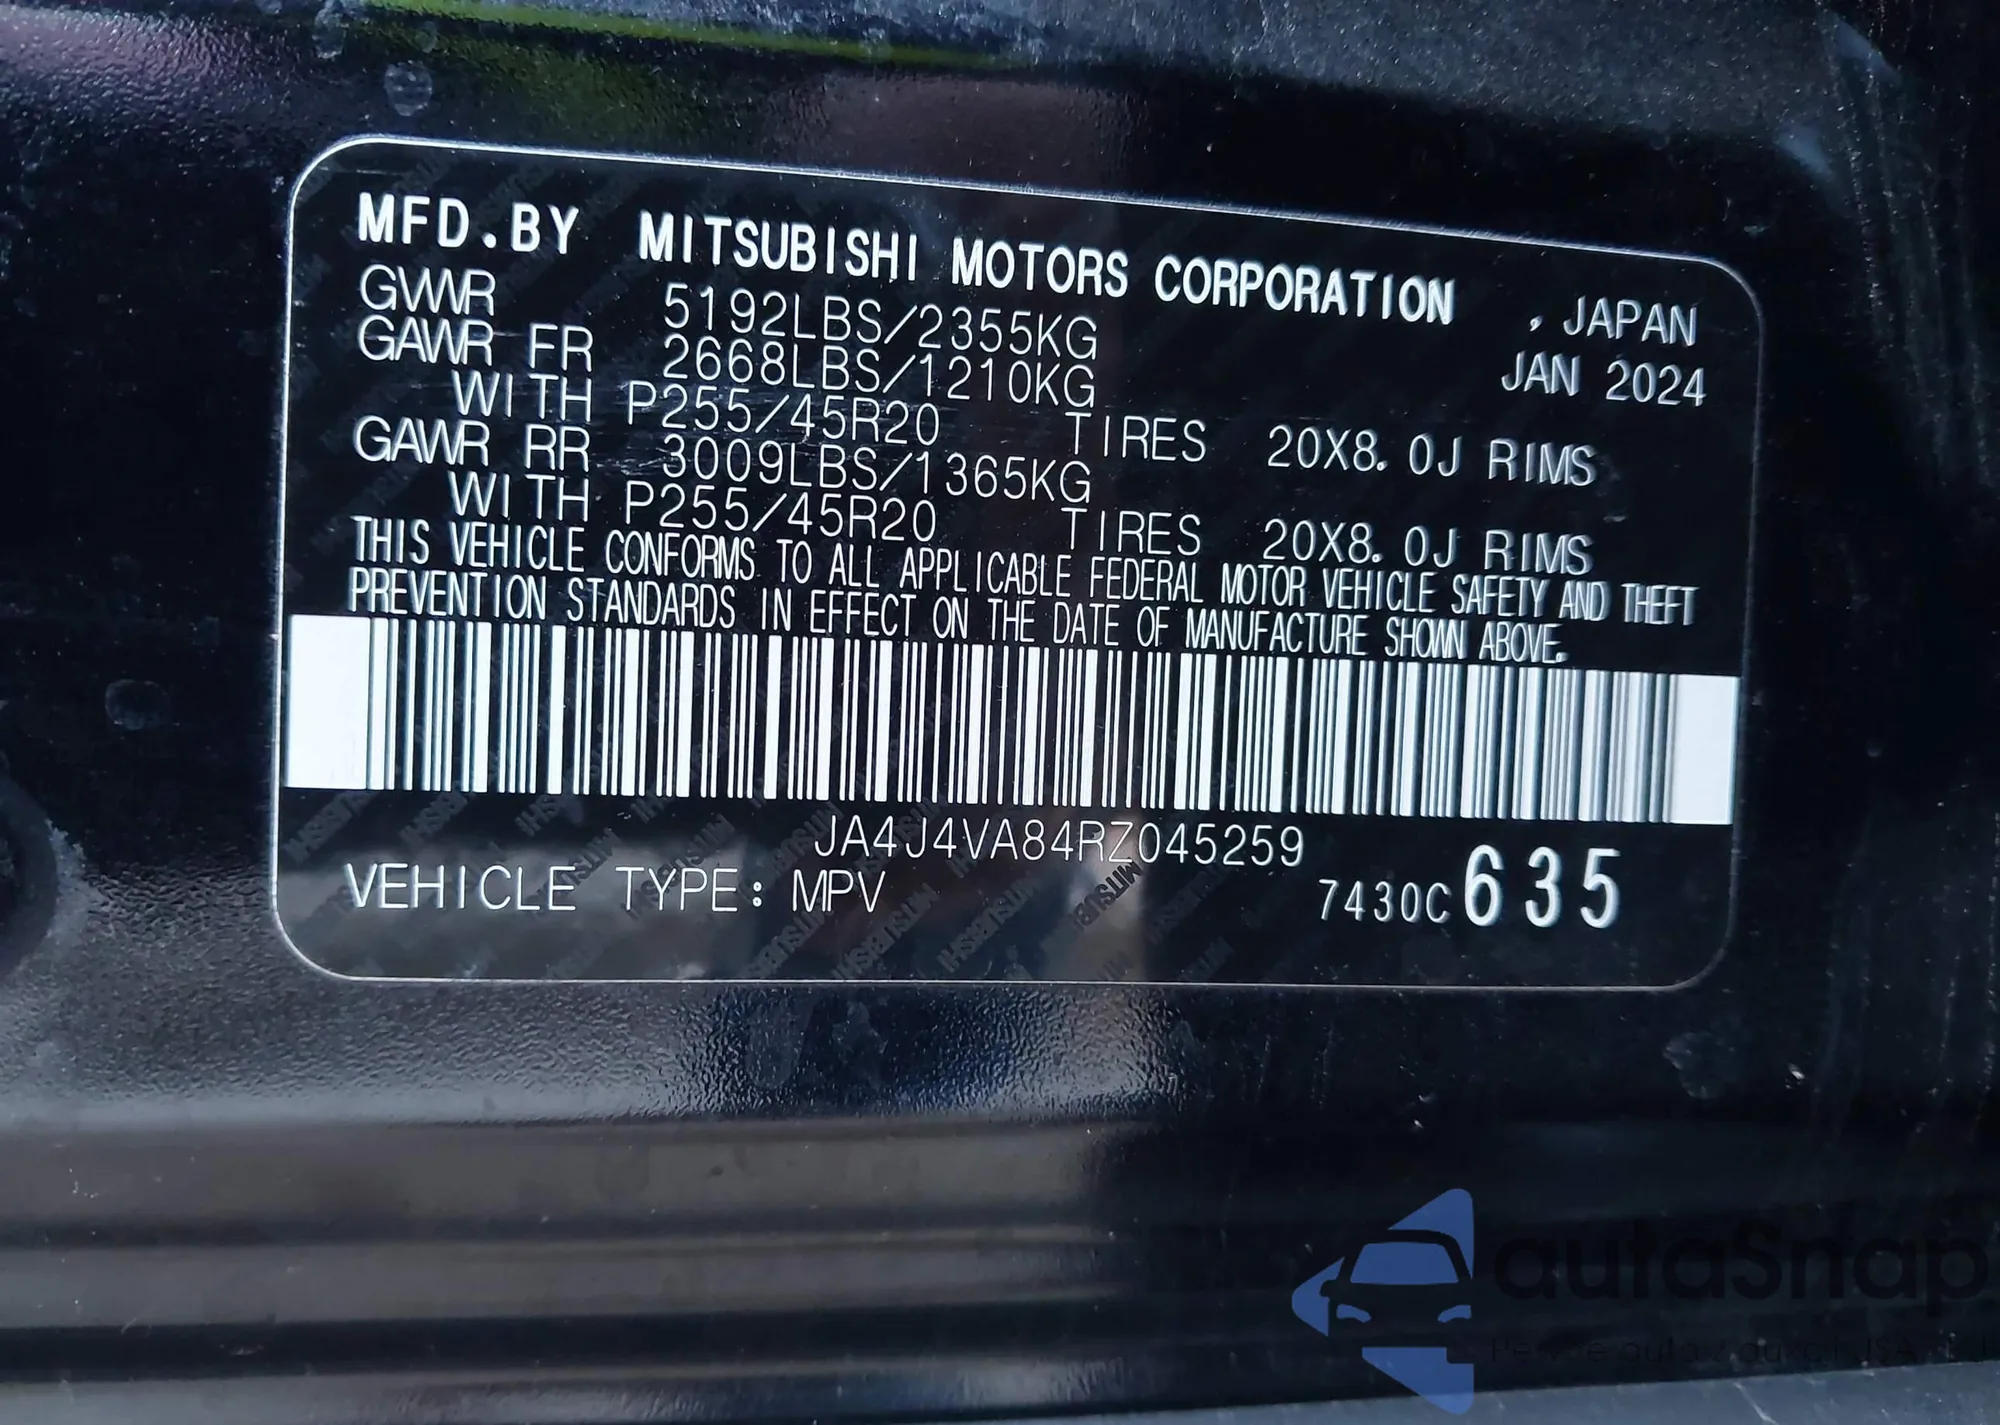 MFD.BY MITSUBISHI MOTORS CORPORATION , JAPAN
GVWR 5192LBS/2355KG JAN 2024
GAWR FR 2668LBS/1210KG
WITH P255/45R20 TIRES 20X8.0J RIMS
GAWR RR 3009LBS/1365KG
WITH P255/45R20 TIRES 20X8.0J RIMS
THIS VEHICLE CONFORMS TO ALL APPLICABLE FEDERAL MOTOR VEHICLE SAFETY AND THEFT
PREVENTION STANDARDS IN EFFECT ON THE DATE OF MANUFACTURE SHOWN ABOVE.
JA4J4VA84RZ045259
VEHICLE TYPE: MPV 7430C 635
autaSnap